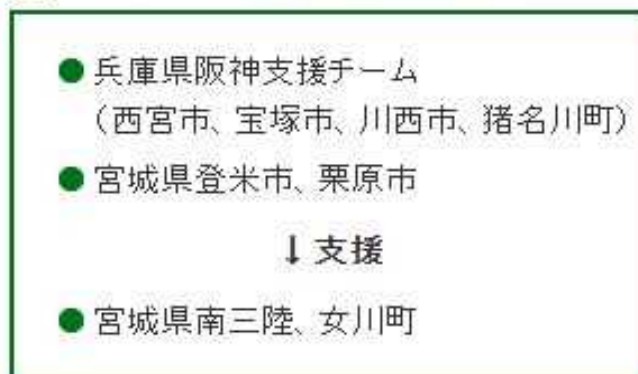 ● 兵庫県阪神支援チーム
（西宮市、宝塚市、川西市、猪名川町）
● 宮城県登米市、栗原市
↓支援
● 宮城県南三陸、女川町